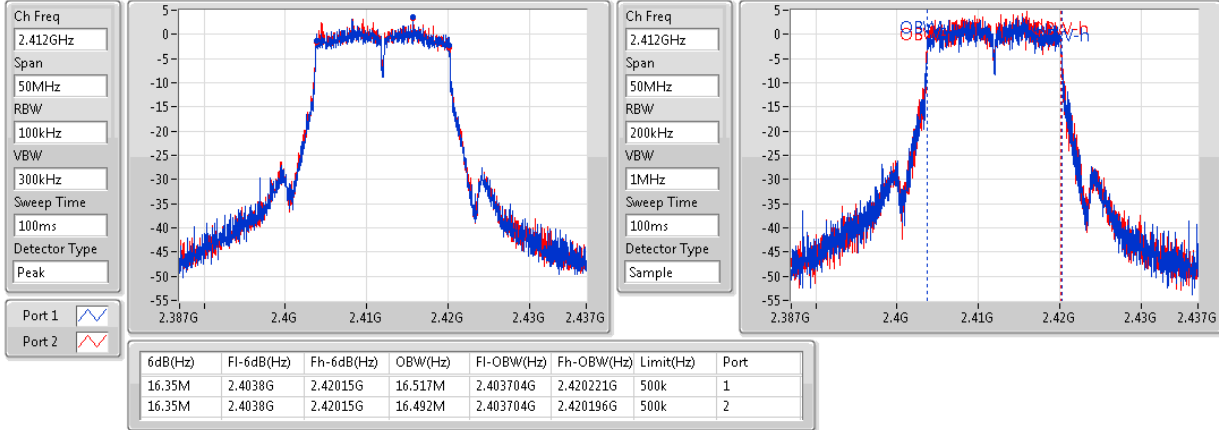 Ch Freq
2.412GHz
Span
50MHz
RBW
100kHz
VBW
300kHz
Sweep Time
100ms
Detector Type
Peak
Port 1
Port 2
5
0
-5
-10
-15
-20
-25
-30
-35
-40
-45
-50
-55
2.387G 2.4G 2.41G 2.42G 2.43G 2.437G
Ch Freq
2.412GHz
Span
50MHz
RBW
200kHz
VBW
1MHz
Sweep Time
100ms
Detector Type
Sample
5
0
-5
-10
-15
-20
-25
-30
-35
-40
-45
-50
-55
2.387G 2.4G 2.41G 2.42G 2.43G 2.437G
6dB(Hz) Fl-6dB(Hz) Fh-6dB(Hz) OBW(Hz) Fl-OBW(Hz) Fh-OBW(Hz) Limit(Hz) Port
16.35M 2.4038G 2.42015G 16.517M 2.403704G 2.420221G 500k 1
16.35M 2.4038G 2.42015G 16.492M 2.403704G 2.420196G 500k 2